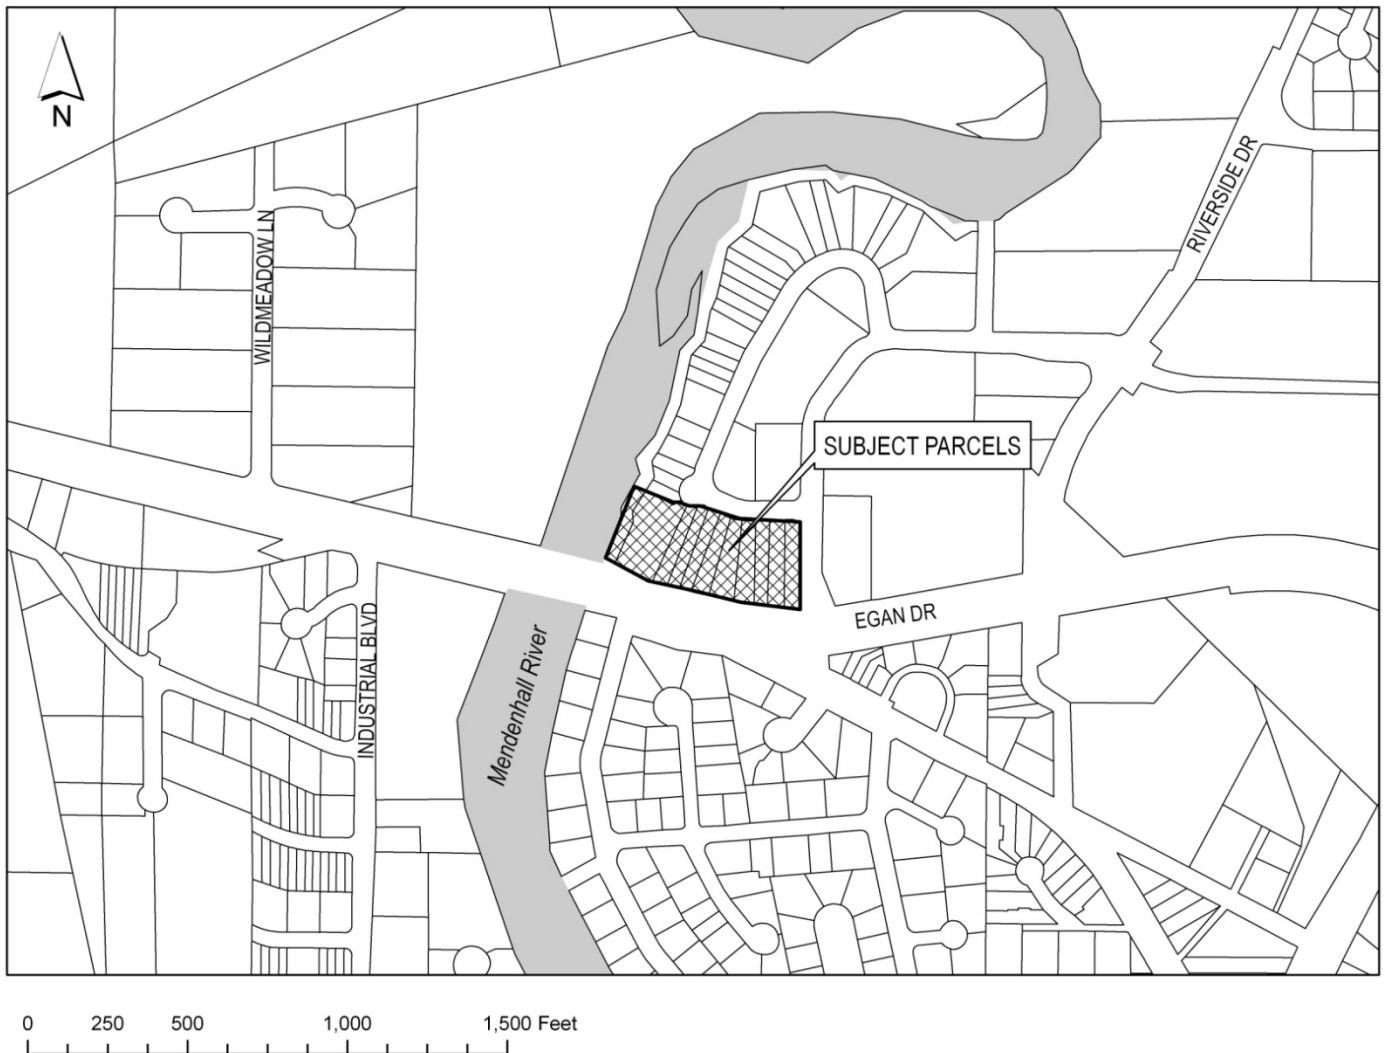 N
RIVERSIDE DR
WILDMEADOW LN
SUBJECT PARCELS
EGAN DR
INDUSTRIAL BLVD
Mendenhall River
0 250 500 1,000 1,500 Feet